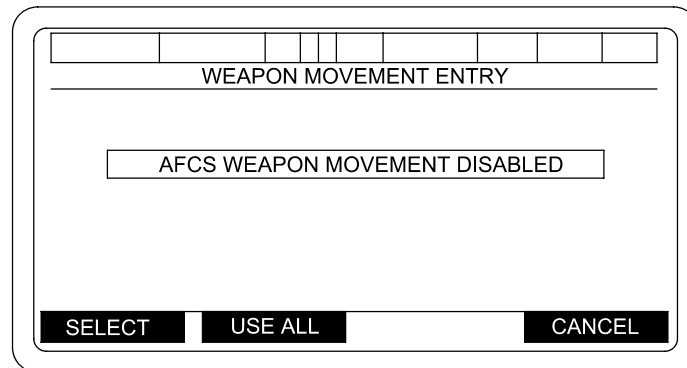 WEAPON MOVEMENT ENTRY
AFCS WEAPON MOVEMENT DISABLED
SELECT USE ALL CANCEL